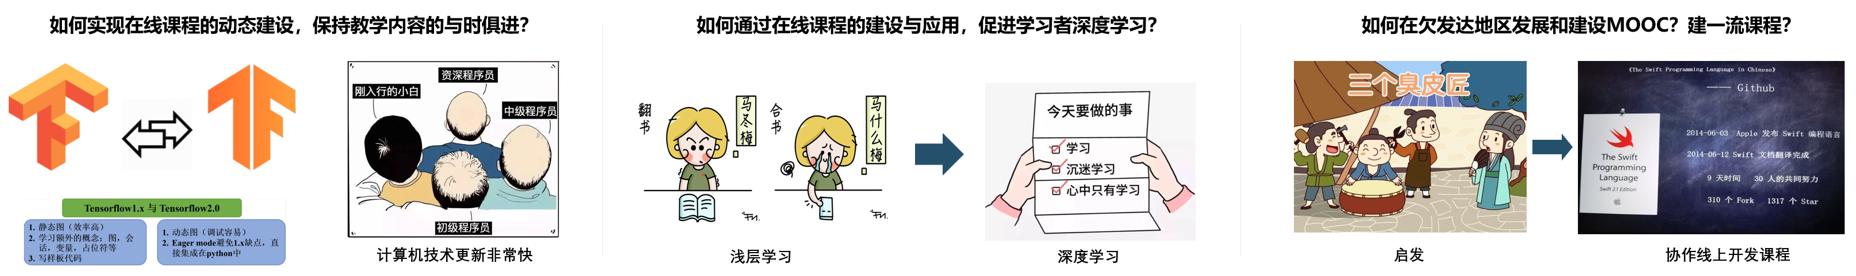 如何实现在线课程的动态建设，保持教学内容的与时俱进？
Tensorflow1.x 与 Tensorflow2.0
1. 静态图（效率高）
2. 学习额外的概念：图，会
话，变量，占位符等
3. 写样板代码
1. 动态图（调试容易）
2. Eager mode避免1.x缺点，直
接集成在python中
资深程序员
刚入行的小白
中级程序员
初级程序员
计算机技术更新非常快
如何通过在线课程的建设与应用，促进学习者深度学习？
翻书
马冬梅
合书
马什么梅
浅层学习
今天要做的事
学习
沉迷学习
心中只有学习
深度学习
如何在欠发达地区发展和建设MOOC？建一流课程？
三个臭皮匠
启发
《The Swift Programming Language in Chinese》
—— Github
The Swift
Programming
Language
Swift 2.1 Edition
2014-06-03 Apple 发布 Swift 编程语言
2014-06-12 Swift 文档翻译完成
9 天时间 30 人的共同努力
310 个 Fork 1317 个 Star
协作线上开发课程